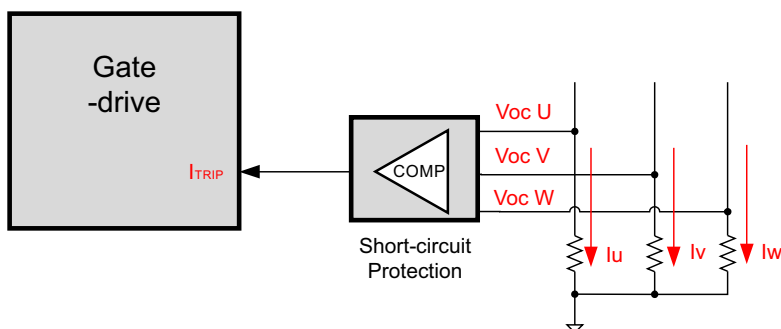 Gate
-drive
ITRIP
COMP
Short-circuit
Protection
Voc U
Voc V
Voc W
Iu
Iv
Iw